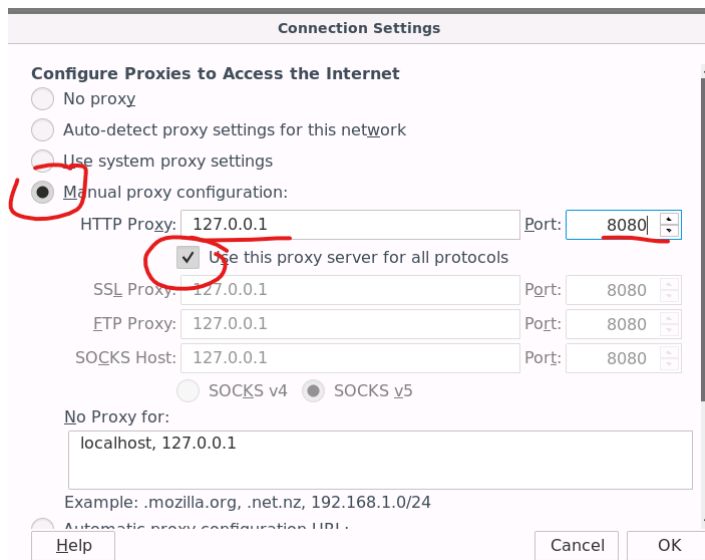 Connection Settings
Configure Proxies to Access the Internet
No proxy
Auto-detect proxy settings for this network
Use system proxy settings
Manual proxy configuration:
HTTP Proxy: 127.0.0.1 Port: 8080
Use this proxy server for all protocols
SSL Proxy: 127.0.0.1 Port: 8080
FTP Proxy: 127.0.0.1 Port: 8080
SOCKS Host: 127.0.0.1 Port: 8080
SOCKS v4 SOCKS v5
No Proxy for:
localhost, 127.0.0.1
Example: .mozilla.org, .net.nz, 192.168.1.0/24
Automatic proxy configuration URL:
Help Cancel OK